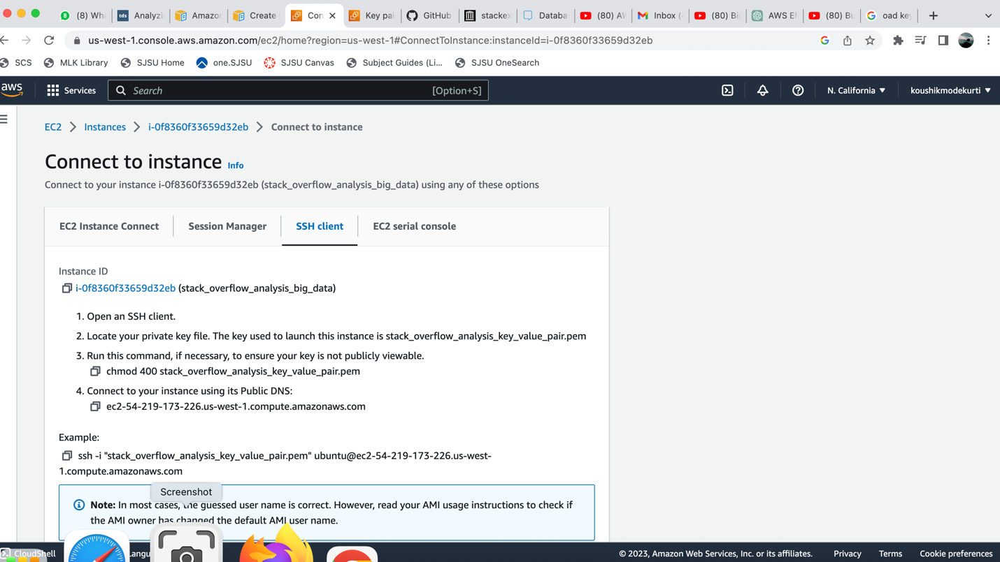 (8) Wha
tds Analyzi
Amazon
Create
Con
Key pai
GitHub
stackex
Databa
(80) AV
Inbox (
(80) Bi
AWS EM
(80) Bu
oad key
us-west-1.console.aws.amazon.com/ec2/home?region=us-west-1#ConnectToInstance:instanceId=i-0f8360f33659d32eb
SCS MLK Library SJSU Home one.SJSU SJSU Canvas Subject Guides (Li... SJSU OneSearch
aws Services Search [Option+S] N. California koushikmodekurti
EC2 Instances i-0f8360f33659d32eb Connect to instance
Connect to instance Info
Connect to your instance i-0f8360f33659d32eb (stack_overflow_analysis_big_data) using any of these options
EC2 Instance Connect Session Manager SSH client EC2 serial console
Instance ID
i-0f8360f33659d32eb (stack_overflow_analysis_big_data)
1. Open an SSH client.
2. Locate your private key file. The key used to launch this instance is stack_overflow_analysis_key_value_pair.pem
3. Run this command, if necessary, to ensure your key is not publicly viewable.
chmod 400 stack_overflow_analysis_key_value_pair.pem
4. Connect to your instance using its Public DNS:
ec2-54-219-173-226.us-west-1.compute.amazonaws.com
Example:
ssh -i "stack_overflow_analysis_key_value_pair.pem" ubuntu@ec2-54-219-173-226.us-west-
1.compute.amazonaws.com
Screenshot
Note: In most cases, the guessed user name is correct. However, read your AMI usage instructions to check if
the AMI owner has changed the default AMI user name.
CloudShell Langu © 2023, Amazon Web Services, Inc. or its affiliates. Privacy Terms Cookie preferences